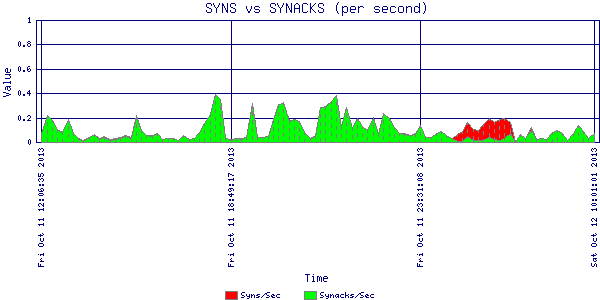 SYNS vs SYNACKS (per second)
1
0.8
0.6
0.4
0.2
0
Value
Fri Oct 11 12:06:35 2013
Fri Oct 11 18:49:17 2013
Fri Oct 11 23:31:08 2013
Sat Oct 12 10:01:01 2013
Time
Syns/Sec
Synacks/Sec